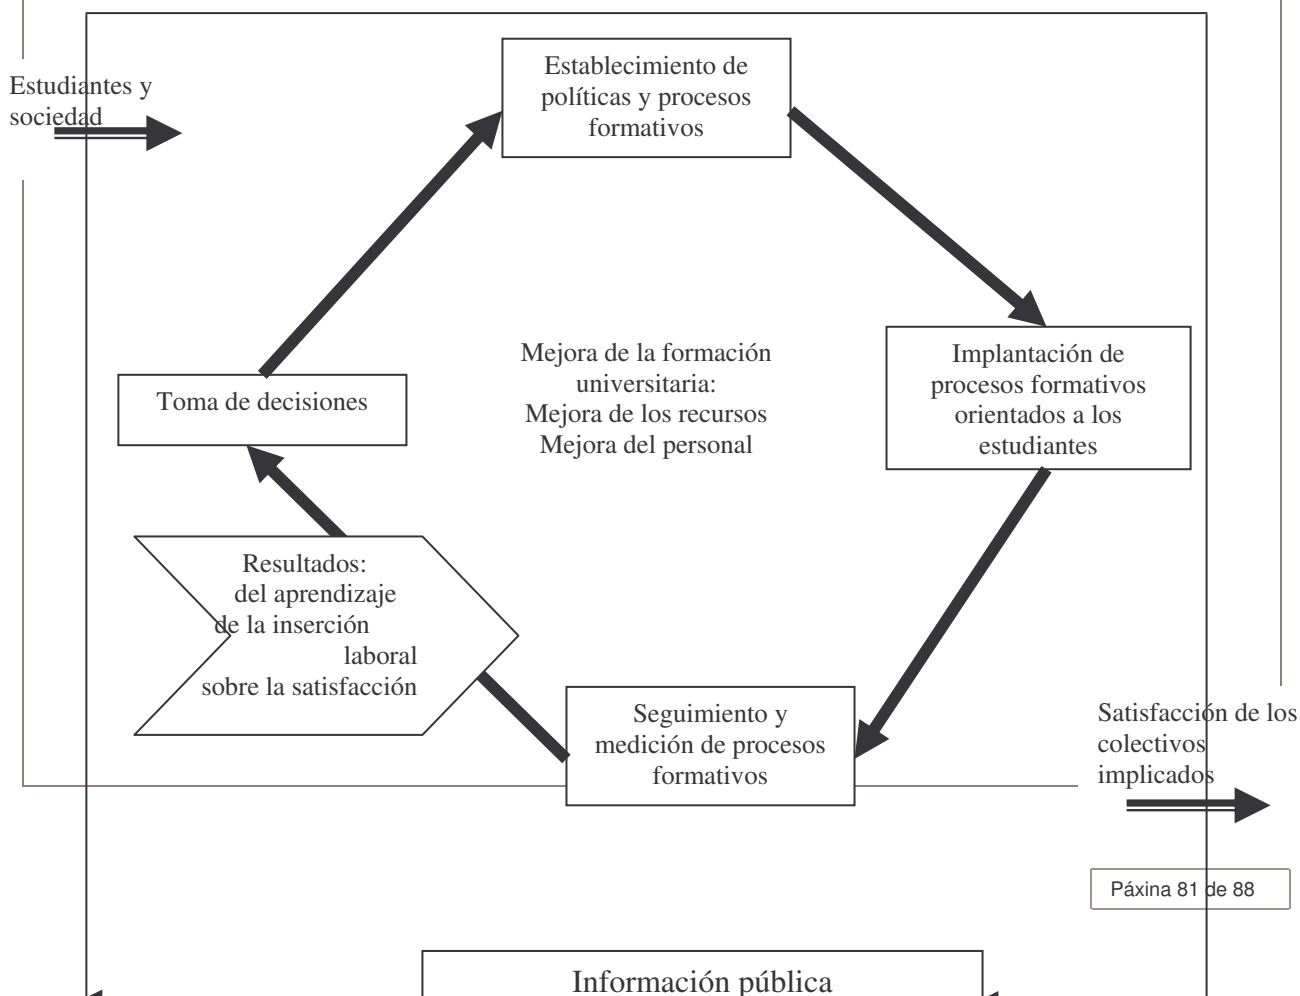 Establecimiento de
políticas y procesos
formativos
Estudiantes y
sociedad
Mejora de la formación
universitaria:
Mejora de los recursos
Mejora del personal
Implantación de
procesos formativos
orientados a los
estudiantes
Toma de decisiones
Resultados:
del aprendizaje
de la inserción
laboral
sobre la satisfacción
Seguimiento y
medición de procesos
formativos
Satisfacción de los
colectivos
implicados
Páxina 81 de 88
Información pública